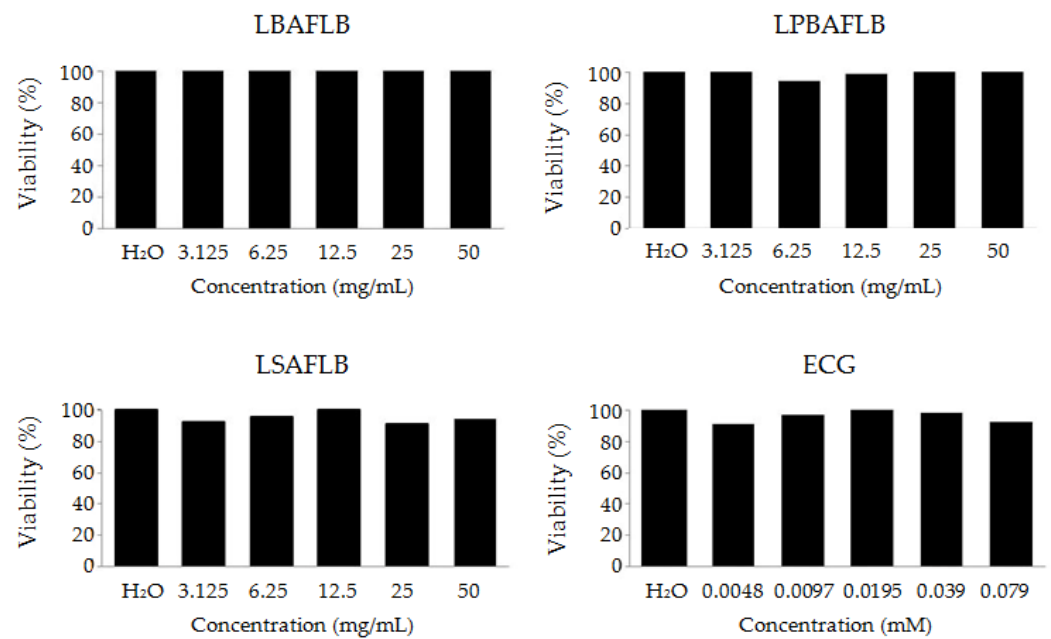 LBAFLB
Viability (%)
100
80
60
40
20
0
H₂O 3.125 6.25 12.5 25 50
Concentration (mg/mL)
LPBAFLB
Viability (%)
100
80
60
40
20
0
H₂O 3.125 6.25 12.5 25 50
Concentration (mg/mL)
LSAFLB
Viability (%)
100
80
60
40
20
0
H₂O 3.125 6.25 12.5 25 50
Concentration (mg/mL)
ECG
Viability (%)
100
80
60
40
20
0
H₂O 0.0048 0.0097 0.0195 0.039 0.079
Concentration (mM)